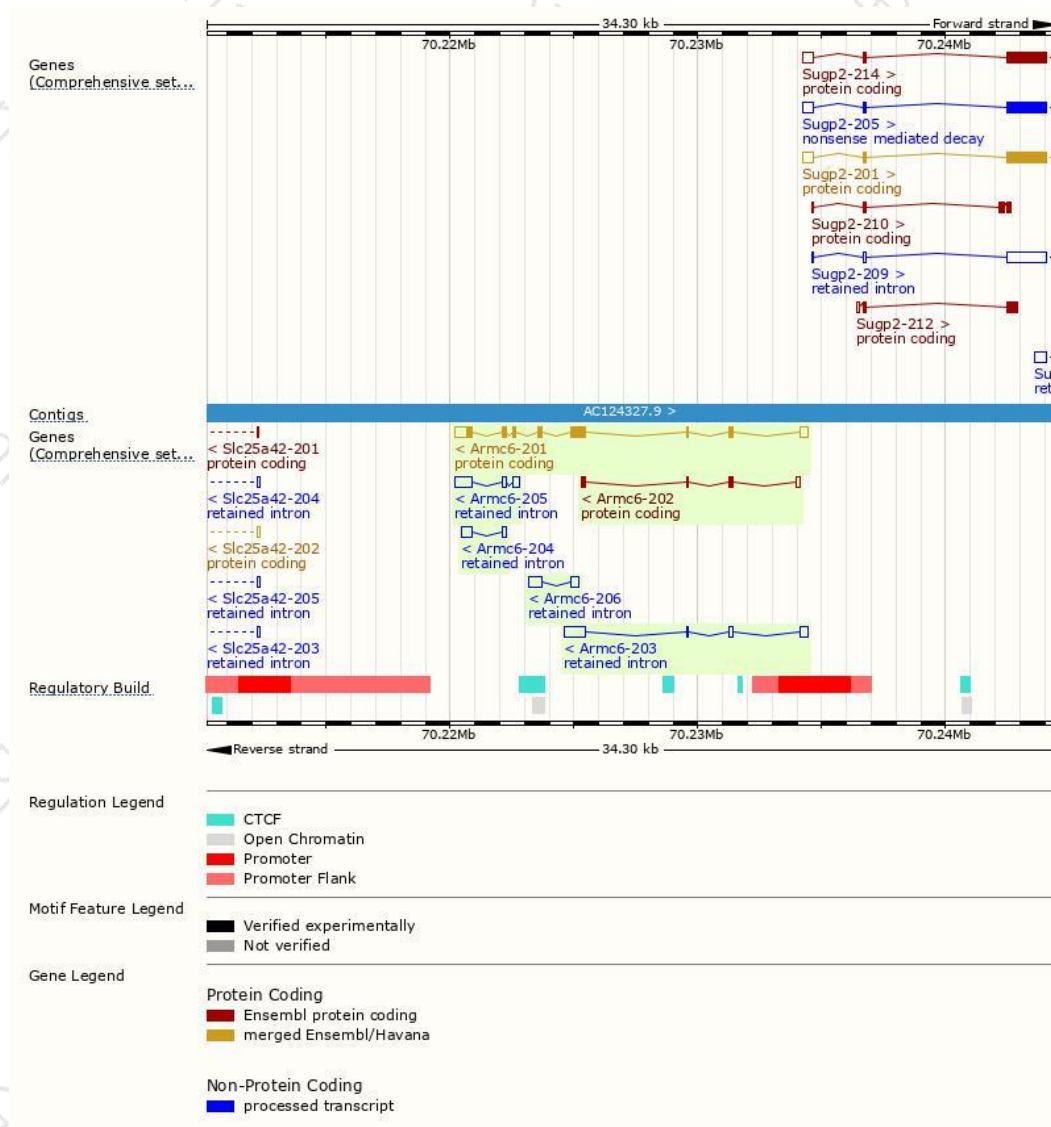 34.30 kb Forward strand
70.22Mb 70.23Mb 70.24Mb
Genes
(Comprehensive set...
Sugp2-214 >
protein coding
Sugp2-205 >
nonsense mediated decay
Sugp2-201 >
protein coding
Sugp2-210 >
protein coding
Sugp2-209 >
retained intron
Sugp2-212 >
protein coding
Su
ret
Contigs
AC124327.9 >
Genes
(Comprehensive set...
< Slc25a42-201 < Armc6-201
protein coding protein coding
< Slc25a42-204 < Armc6-205 < Armc6-202
retained intron retained intron protein coding
< Slc25a42-202 < Armc6-204
protein coding retained intron
< Slc25a42-205 < Armc6-206
retained intron retained intron
< Slc25a42-203 < Armc6-203
retained intron retained intron
Regulatory Build
70.22Mb 70.23Mb 70.24Mb
Reverse strand 34.30 kb
Regulation Legend
CTCF
Open Chromatin
Promoter
Promoter Flank
Motif Feature Legend
Verified experimentally
Not verified
Gene Legend
Protein Coding
Ensembl protein coding
merged Ensembl/Havana
Non-Protein Coding
processed transcript